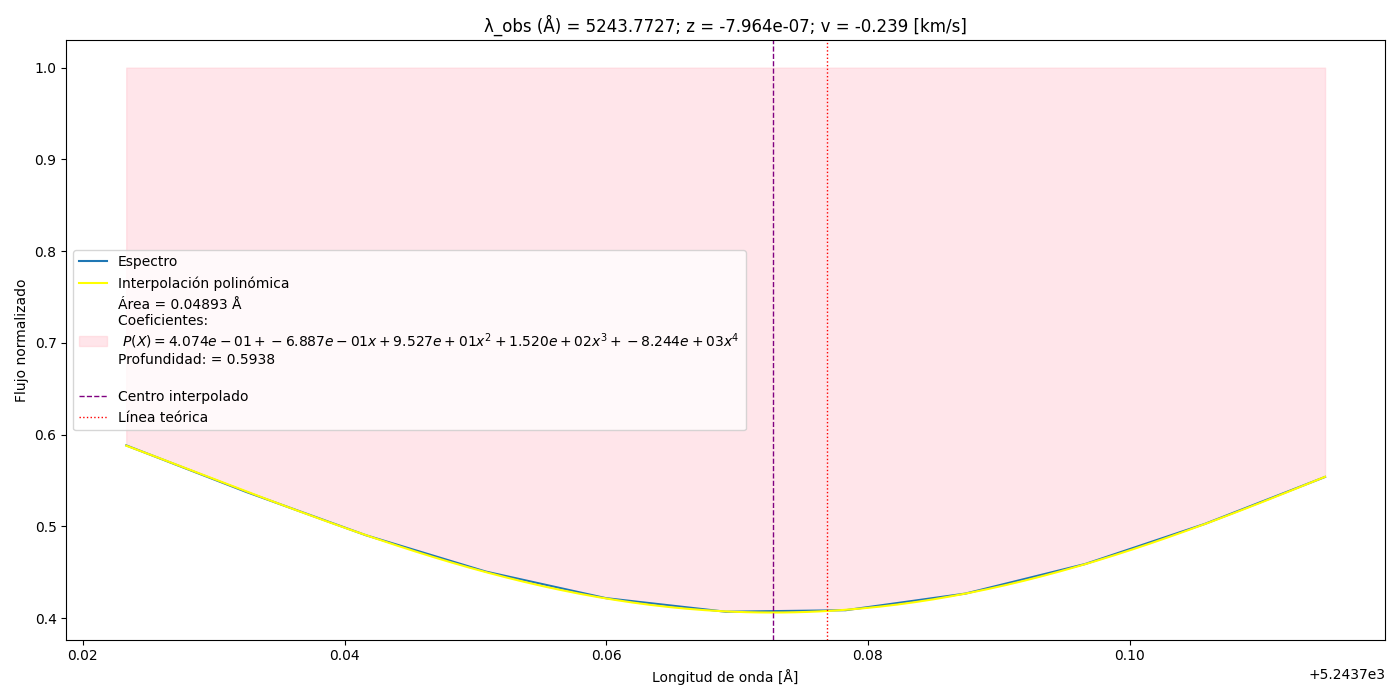 λ_obs (Å) = 5243.7727; z = -7.964e-07; v = -0.239 [km/s]
Flujo normalizado
1.0
0.9
0.8
0.7
0.6
0.5
0.4
Espectro
Interpolación polinómica
Área = 0.04893 Å
Coeficientes:
P(X) = 4.074e − 01 + −6.887e − 01x + 9.527e + 01x² + 1.520e + 02x³ + −8.244e + 03x⁴
Profundidad: = 0.5938
Centro interpolado
Línea teórica
0.02 0.04 0.06 0.08 0.10
+5.2437e3
Longitud de onda [Å]